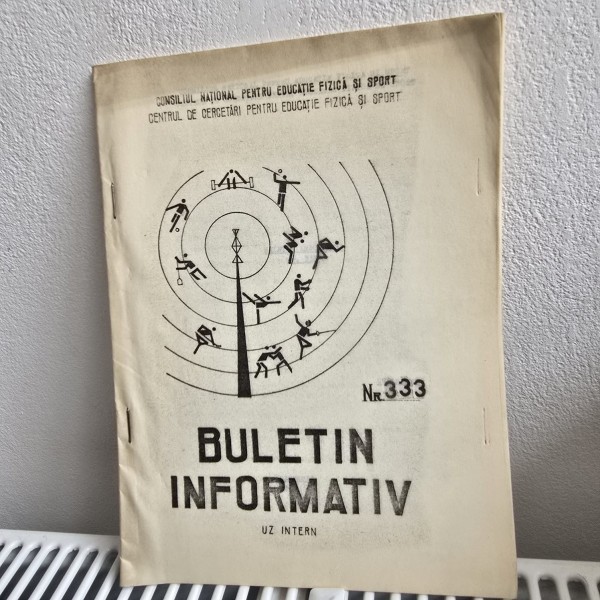 CONSILIUL NAȚIONAL PENTRU EDUCAȚIE FIZICĂ ȘI SPORT
CENTRUL DE CERCETĂRI PENTRU EDUCAȚIE FIZICĂ ȘI SPORT
NR. 333
BULETIN
INFORMATIV
UZ INTERN